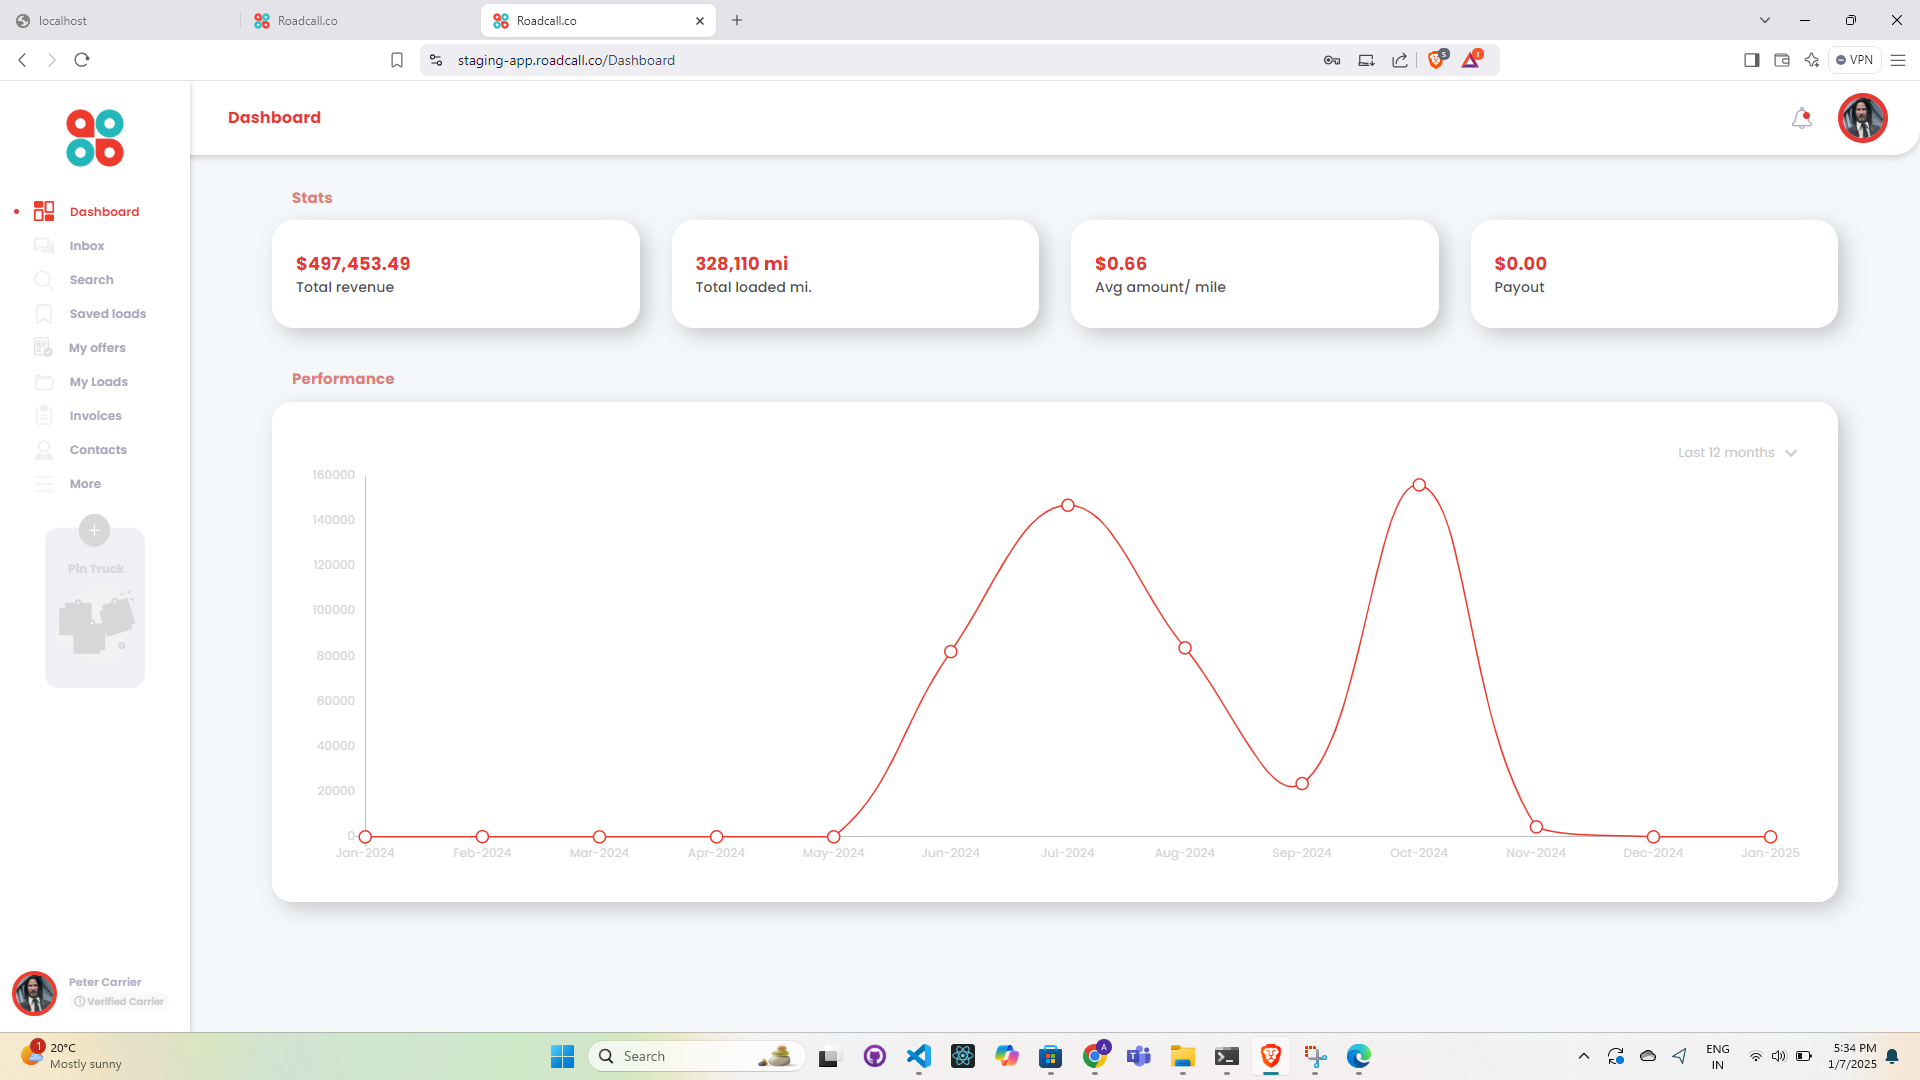 localhost
Roadcall.co
Roadcall.co
staging-app.roadcall.co/Dashboard
5
1
VPN
Dashboard
Dashboard
Inbox
Search
Saved loads
My offers
My Loads
Invoices
Contacts
More
Pin Truck
Peter Carrier
Verified Carrier
Stats
$497,453.49
Total revenue
328,110 mi
Total loaded mi.
$0.66
Avg amount/ mile
$0.00
Payout
Performance
Last 12 months
160000
140000
120000
100000
80000
60000
40000
20000
0
Jan-2024 Feb-2024 Mar-2024 Apr-2024 May-2024 Jun-2024 Jul-2024 Aug-2024 Sep-2024 Oct-2024 Nov-2024 Dec-2024 Jan-2025
1
20°C
Mostly sunny
Search
A
ENG
IN
5:34 PM
1/7/2025